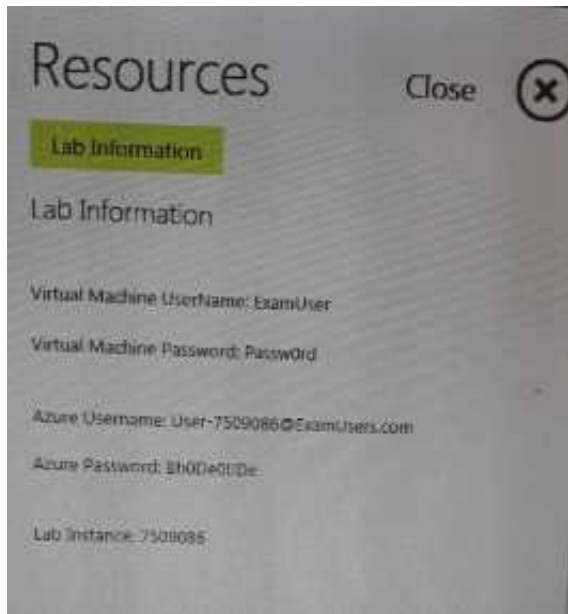 Resources
Close
Lab Information
Lab Information
Virtual Machine UserName: ExamUser
Virtual Machine Password: Passw0rd
Azure Username: User-7509086@ExamUsers.com
Azure Password:
Lab Instance: 7509086